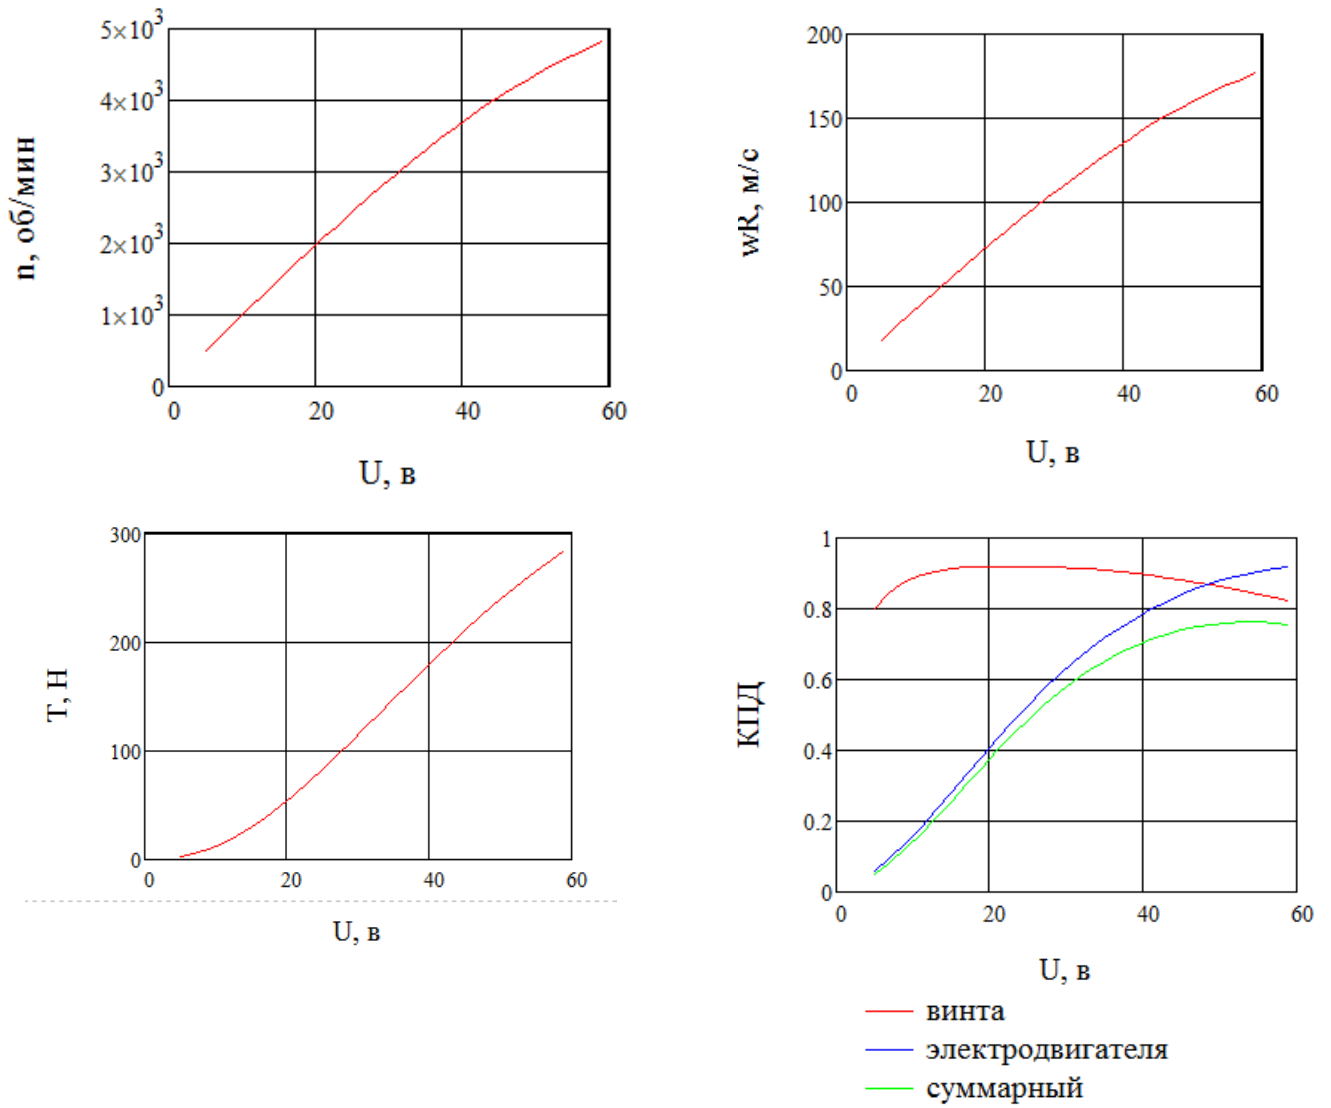 n, об/мин
5×10³
4×10³
3×10³
2×10³
1×10³
0
0 20 40 60
U, в
wR, м/с
200
150
100
50
0
0 20 40 60
U, в
Т, Н
300
200
100
0
0 20 40 60
U, в
КПД
1
0.8
0.6
0.4
0.2
0
0 20 40 60
U, в
винта
электродвигателя
суммарный